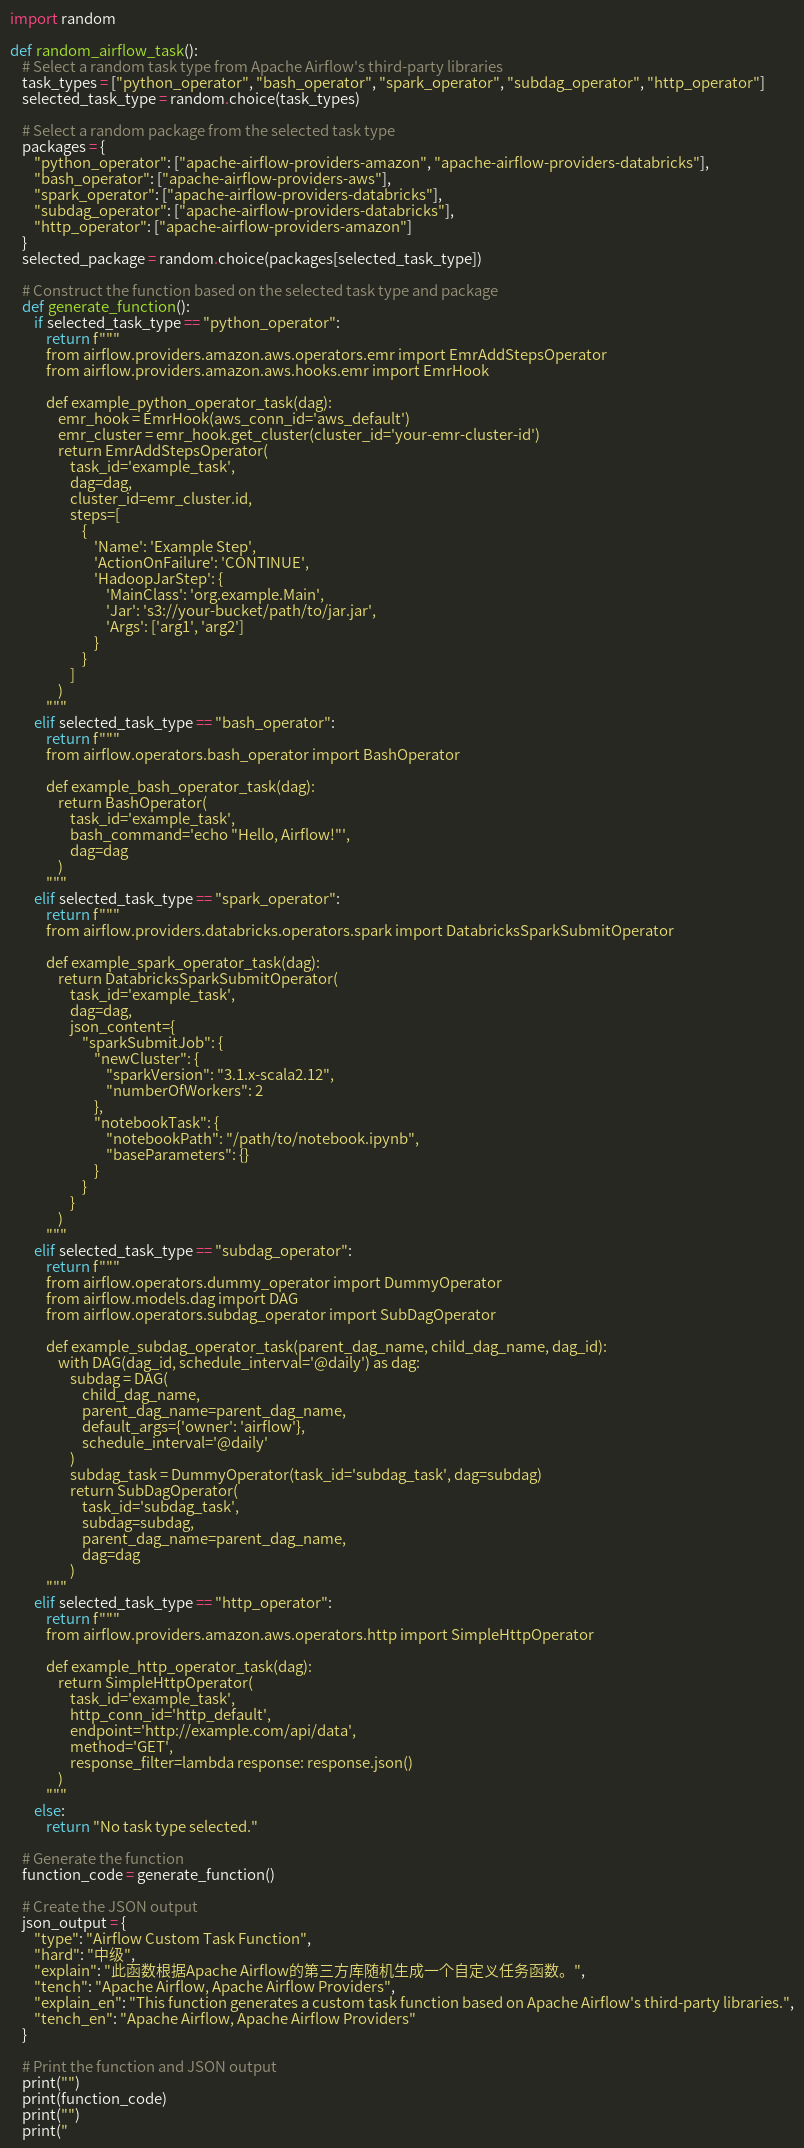 import random

def random_airflow_task():
    # Select a random task type from Apache Airflow's third-party libraries
    task_types = ["python_operator", "bash_operator", "spark_operator", "subdag_operator", "http_operator"]
    selected_task_type = random.choice(task_types)

    # Select a random package from the selected task type
    packages = {
        "python_operator": ["apache-airflow-providers-amazon", "apache-airflow-providers-databricks"],
        "bash_operator": ["apache-airflow-providers-aws"],
        "spark_operator": ["apache-airflow-providers-databricks"],
        "subdag_operator": ["apache-airflow-providers-databricks"],
        "http_operator": ["apache-airflow-providers-amazon"]
    }
    selected_package = random.choice(packages[selected_task_type])

    # Construct the function based on the selected task type and package
    def generate_function():
        if selected_task_type == "python_operator":
            return f"""
            from airflow.providers.amazon.aws.operators.emr import EmrAddStepsOperator
            from airflow.providers.amazon.aws.hooks.emr import EmrHook

            def example_python_operator_task(dag):
                emr_hook = EmrHook(aws_conn_id='aws_default')
                emr_cluster = emr_hook.get_cluster(cluster_id='your-emr-cluster-id')
                return EmrAddStepsOperator(
                    task_id='example_task',
                    dag=dag,
                    cluster_id=emr_cluster.id,
                    steps=[
                        {
                            'Name': 'Example Step',
                            'ActionOnFailure': 'CONTINUE',
                            'HadoopJarStep': {
                                'MainClass': 'org.example.Main',
                                'Jar': 's3://your-bucket/path/to/jar.jar',
                                'Args': ['arg1', 'arg2']
                            }
                        }
                    ]
                )
            """
        elif selected_task_type == "bash_operator":
            return f"""
            from airflow.operators.bash_operator import BashOperator

            def example_bash_operator_task(dag):
                return BashOperator(
                    task_id='example_task',
                    bash_command='echo "Hello, Airflow!"',
                    dag=dag
                )
            """
        elif selected_task_type == "spark_operator":
            return f"""
            from airflow.providers.databricks.operators.spark import DatabricksSparkSubmitOperator

            def example_spark_operator_task(dag):
                return DatabricksSparkSubmitOperator(
                    task_id='example_task',
                    dag=dag,
                    json_content={
                        "sparkSubmitJob": {
                            "newCluster": {
                                "sparkVersion": "3.1.x-scala2.12",
                                "numberOfWorkers": 2
                            },
                            "notebookTask": {
                                "notebookPath": "/path/to/notebook.ipynb",
                                "baseParameters": {}
                            }
                        }
                    }
                )
            """
        elif selected_task_type == "subdag_operator":
            return f"""
            from airflow.operators.dummy_operator import DummyOperator
            from airflow.models.dag import DAG
            from airflow.operators.subdag_operator import SubDagOperator

            def example_subdag_operator_task(parent_dag_name, child_dag_name, dag_id):
                with DAG(dag_id, schedule_interval='@daily') as dag:
                    subdag = DAG(
                        child_dag_name,
                        parent_dag_name=parent_dag_name,
                        default_args={'owner': 'airflow'},
                        schedule_interval='@daily'
                    )
                    subdag_task = DummyOperator(task_id='subdag_task', dag=subdag)
                    return SubDagOperator(
                        task_id='subdag_task',
                        subdag=subdag,
                        parent_dag_name=parent_dag_name,
                        dag=dag
                    )
            """
        elif selected_task_type == "http_operator":
            return f"""
            from airflow.providers.amazon.aws.operators.http import SimpleHttpOperator

            def example_http_operator_task(dag):
                return SimpleHttpOperator(
                    task_id='example_task',
                    http_conn_id='http_default',
                    endpoint='http://example.com/api/data',
                    method='GET',
                    response_filter=lambda response: response.json()
                )
            """
        else:
            return "No task type selected."

    # Generate the function
    function_code = generate_function()

    # Create the JSON output
    json_output = {
        "type": "Airflow Custom Task Function",
        "hard": "中级",
        "explain": "此函数根据Apache Airflow的第三方库随机生成一个自定义任务函数。",
        "tench": "Apache Airflow, Apache Airflow Providers",
        "explain_en": "This function generates a custom task function based on Apache Airflow's third-party libraries.",
        "tench_en": "Apache Airflow, Apache Airflow Providers"
    }

    # Print the function and JSON output
    print("")
    print(function_code)
    print("")
    print("